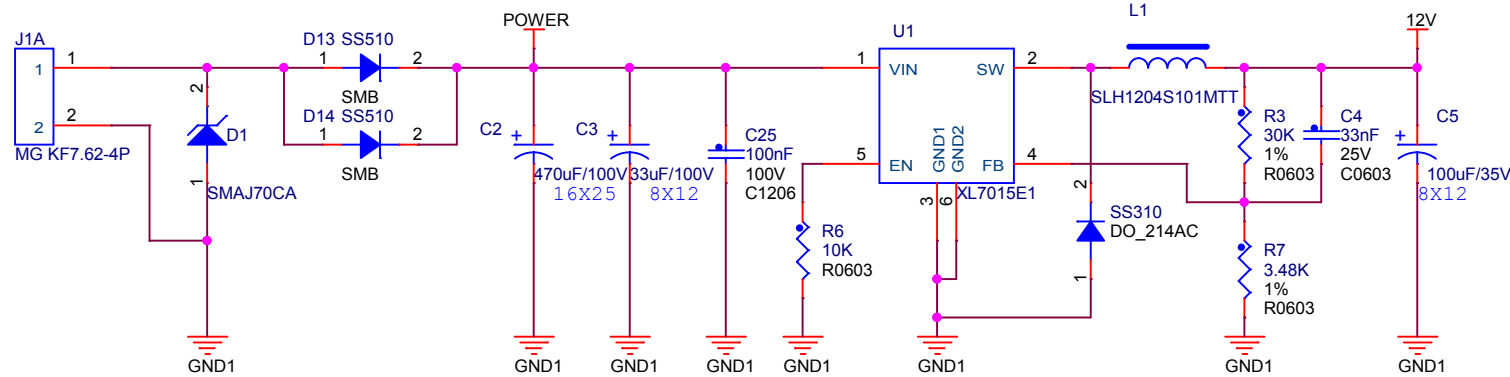 J1A
1
2
1
2
MG KF7.62-4P
2
D1
1
SMAJ70CA
GND1
D13 SS510
1
2
SMB
D14 SS510
1
2
SMB
POWER
C2
+
470uF/100V
16X25
GND1
C3
+
33uF/100V
8X12
GND1
C25
100nF
100V
C1206
GND1
R6
10K
R0603
GND1
U1
1
VIN
SW
2
5
EN
GND1
GND2
FB
4
3
6
XL7015E1
GND1
L1
SLH1204S101MTT
2
SS310
DO_214AC
1
R3
30K
1%
R0603
C4
33nF
25V
C0603
R7
3.48K
1%
R0603
GND1
12V
C5
+
100uF/35V
8X12
GND1